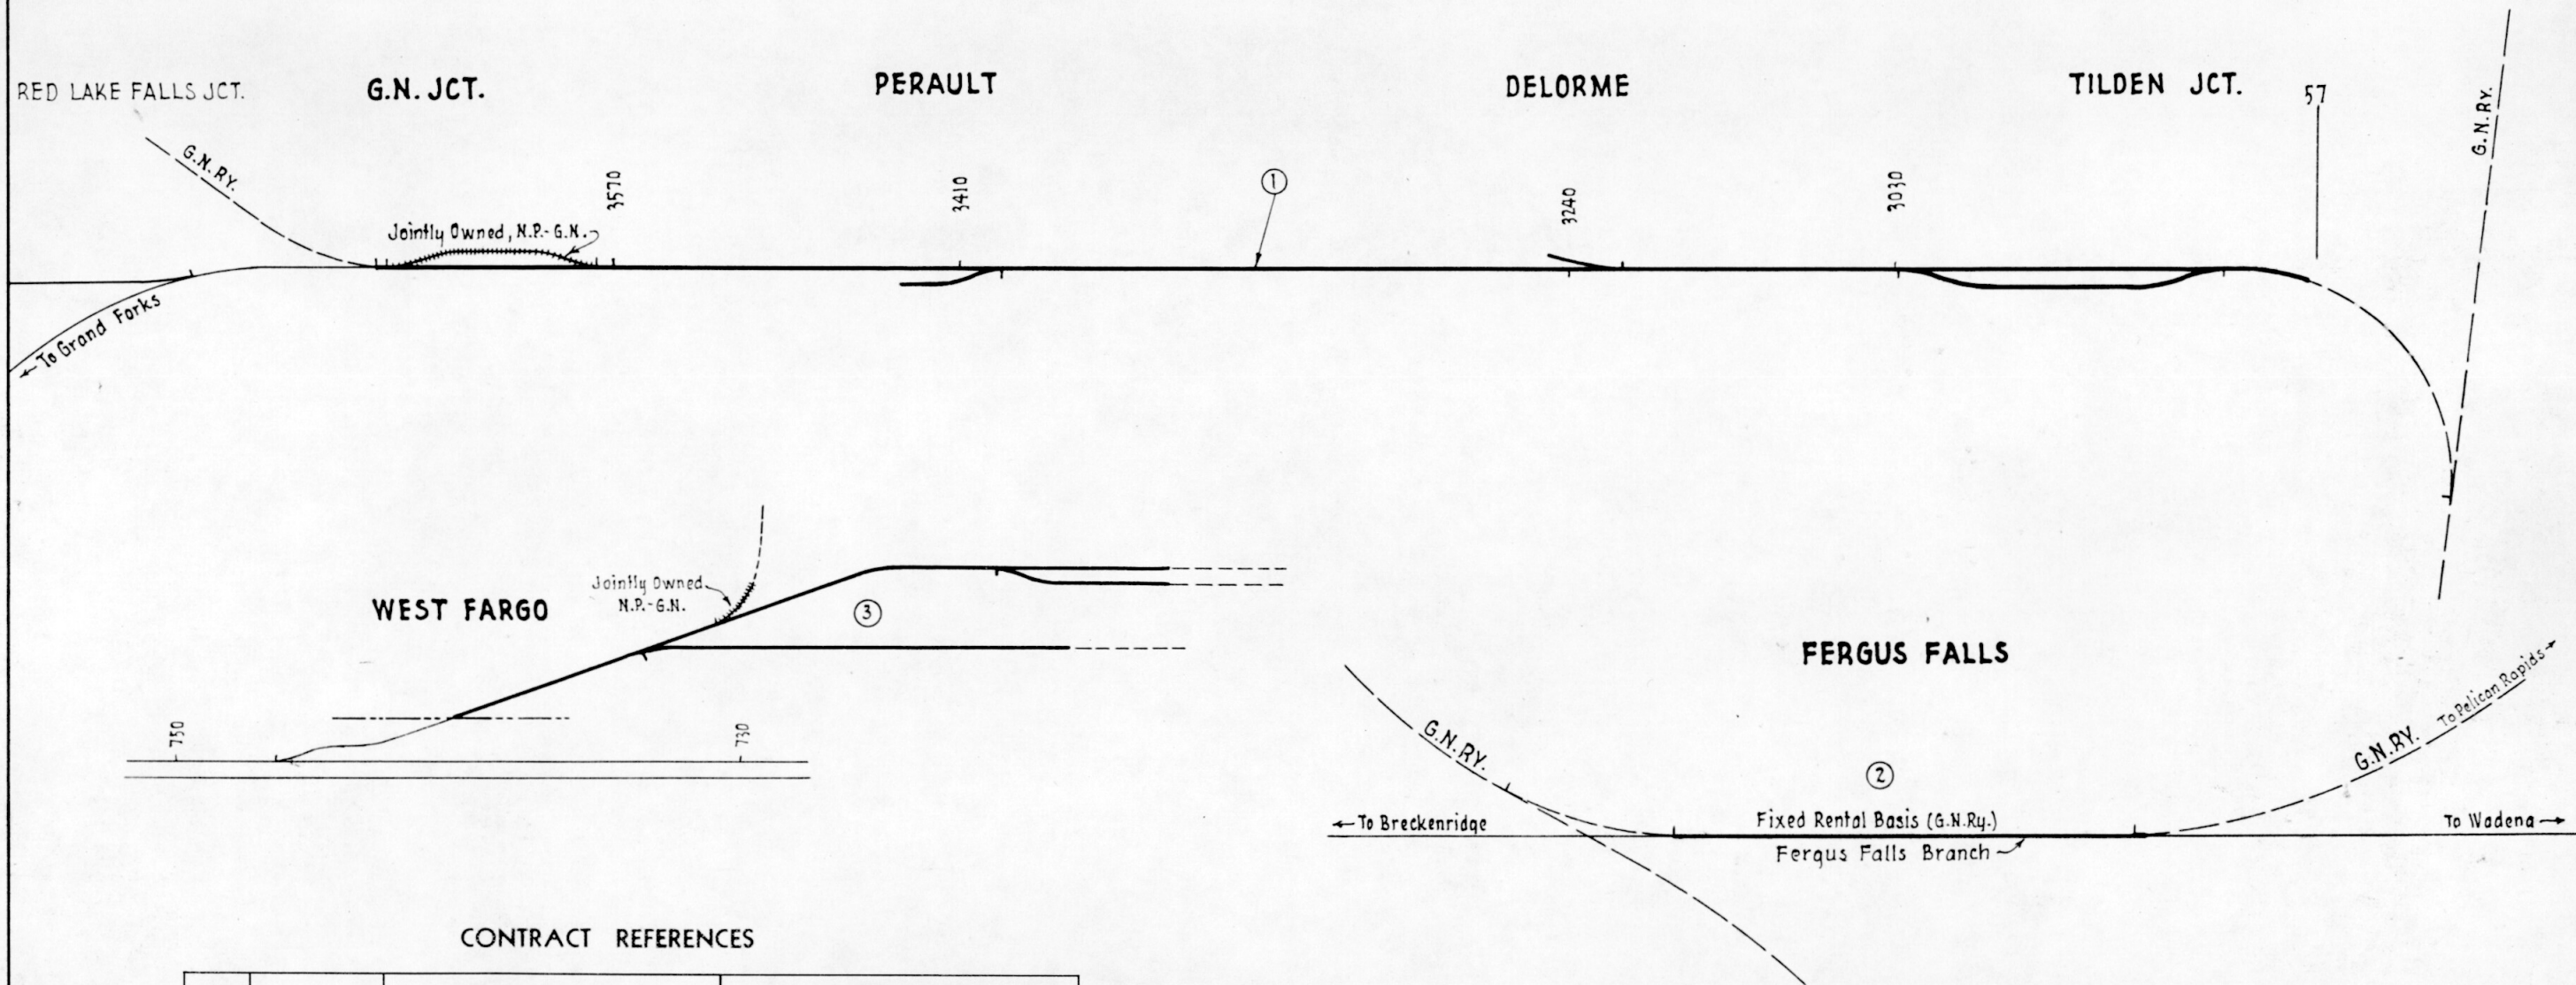 RED LAKE FALLS JCT.
G.N. JCT.
PERAULT
DELORME
TILDEN JCT.
57
G.N.RY.
G.N.RY.
3570
3410
1
3240
3030
Jointly Owned, N.P.-G.N.
← To Grand Forks
WEST FARGO
Jointly Owned
N.P.-G.N.
3
750
730
FERGUS FALLS
G.N.RY.
2
G.N.RY.
To Pelican Rapids →
← To Breckenridge
Fixed Rental Basis (G.N.Ry.)
To Wadena →
Fergus Falls Branch
CONTRACT REFERENCES